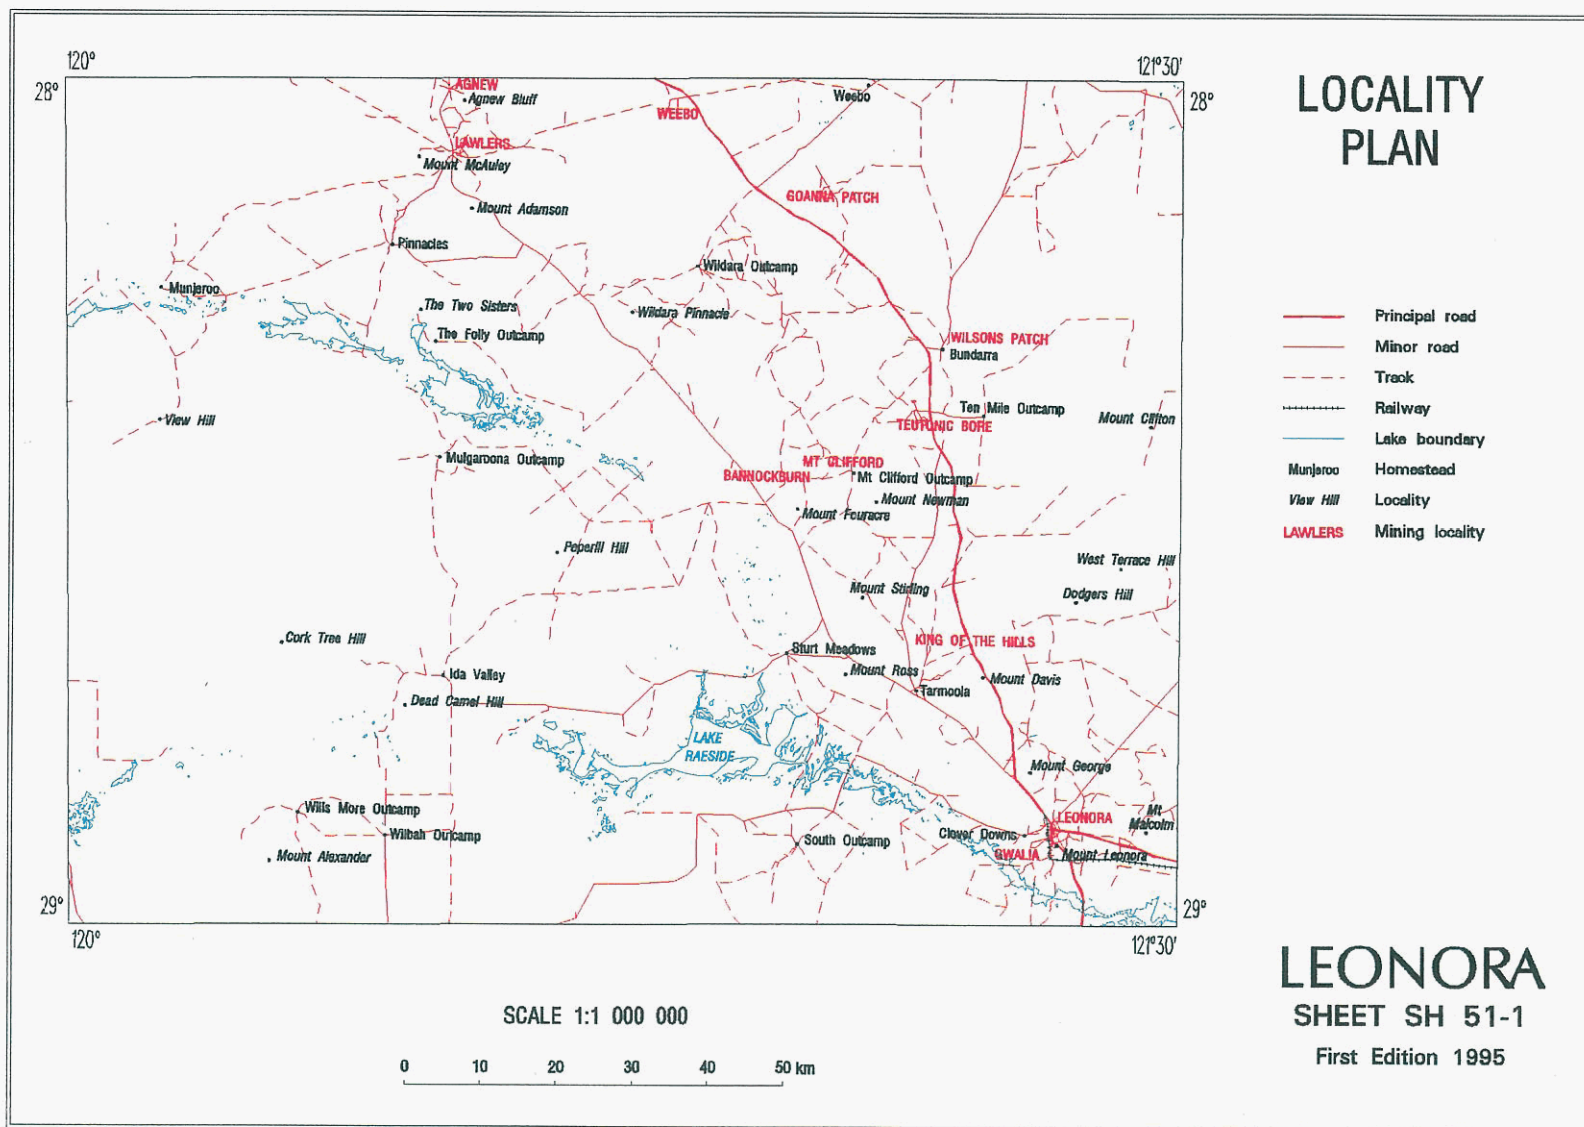 120°
121°30'
28°
28°
LOCALITY
PLAN
AGNEW
Agnew Bluff
Weebo
WEEBO
LAWLERS
Mount McAuley
GOANNA PATCH
Mount Adamson
Pinnacles
Wildara Outcamp
Munjeroo
The Two Sisters
Wildara Pinnacle
The Folly Outcamp
WILSONS PATCH
Bundarra
Ten Mile Outcamp
Mount Clifton
View Hill
TEUTONIC BORE
Mulgaroona Outcamp
MT CLIFFORD
BANNOCKBURN
Mt Clifford Outcamp
Mount Newman
Mount Fouracre
Peperill Hill
West Terrace Hill
Mount Stirling
Dodgers Hill
Cork Tree Hill
KING OF THE HILLS
Sturt Meadows
Ida Valley
Mount Ross
Mount Davis
Tarmoola
Dead Camel Hill
LAKE
RAESIDE
Mount George
Wills More Outcamp
LEONORA
Mt
Malcolm
Wilbah Outcamp
South Outcamp
Clover Downs
Mount Alexander
GWALIA
Mount Leonora
29°
29°
120°
121°30'
Principal road
Minor road
Track
Railway
Lake boundary
Munjeroo Homestead
View Hill Locality
LAWLERS Mining locality
SCALE 1:1 000 000
0 10 20 30 40 50 km
LEONORA
SHEET SH 51-1
First Edition 1995